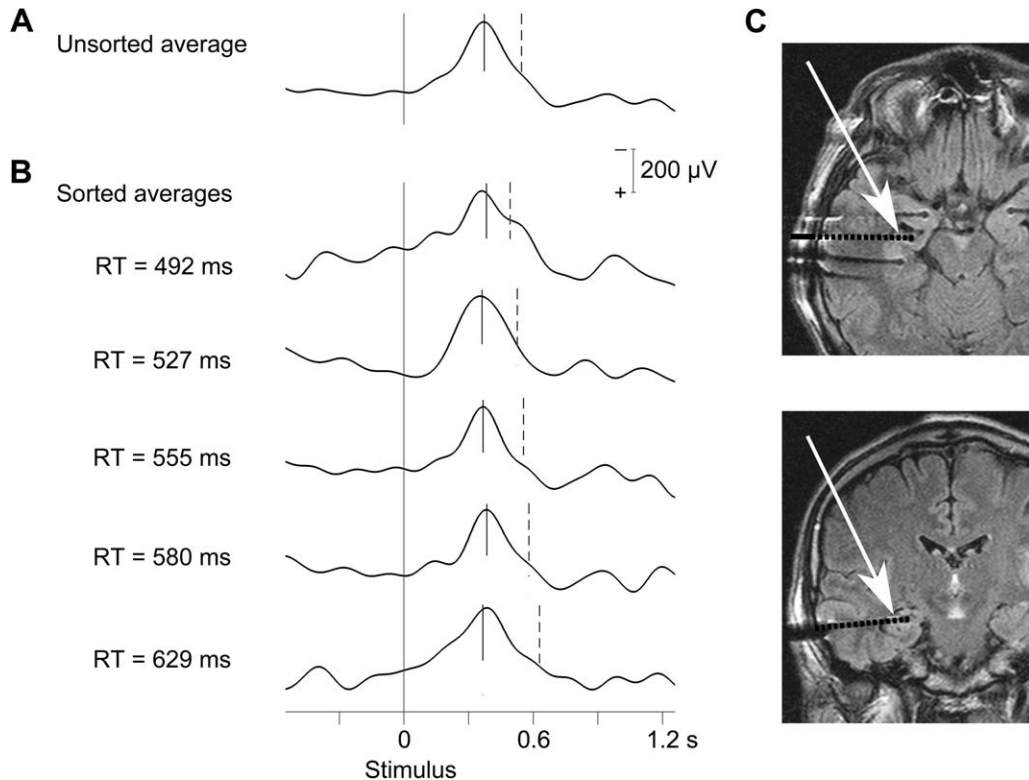 A
Unsorted average
C
−
200 µV
+
B
Sorted averages
RT = 492 ms
RT = 527 ms
RT = 555 ms
RT = 580 ms
RT = 629 ms
0 0.6 1.2 s
Stimulus